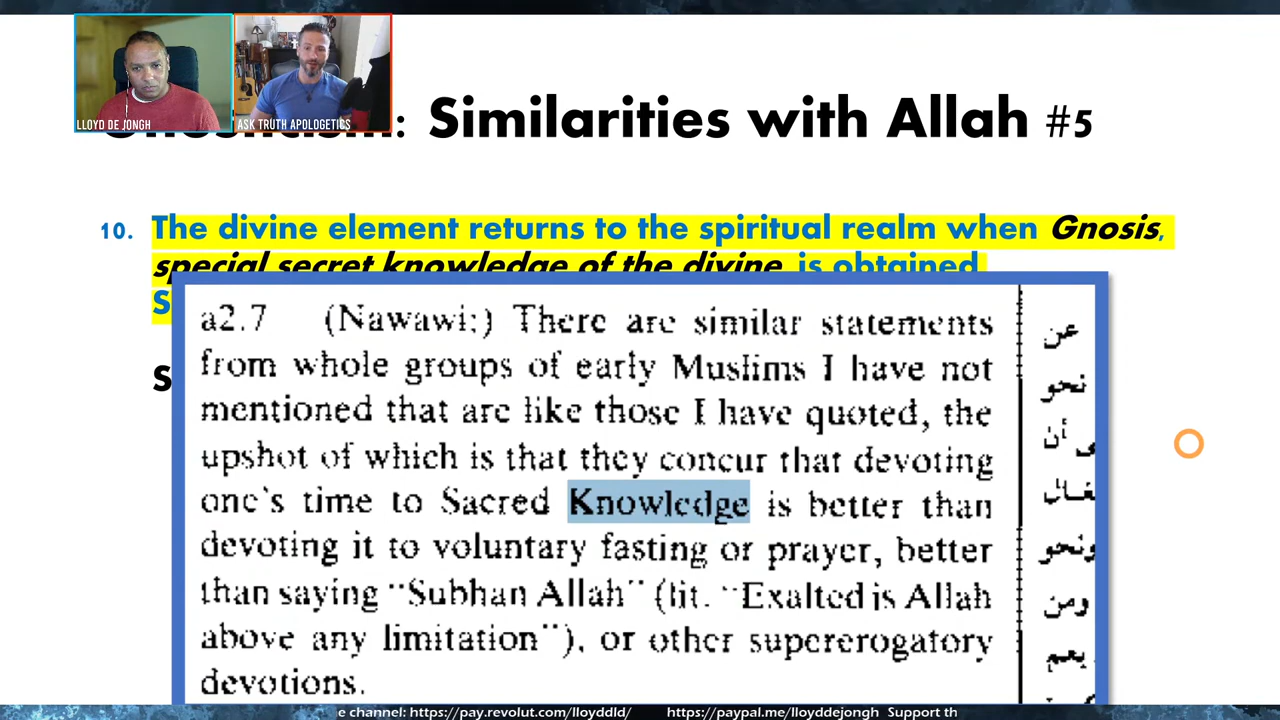 LLOYD DE JONGH
ASK TRUTH APOLOGETICS
: Similarities with Allah #5
10. The divine element returns to the spiritual realm when Gnosis,
special secret knowledge of the divine, is obtained
S
S
a2.7 (Nawawi:) There are similar statements
from whole groups of early Muslims I have not
mentioned that are like those I have quoted, the
upshot of which is that they concur that devoting
one's time to Sacred Knowledge is better than
devoting it to voluntary fasting or prayer, better
than saying "Subhan Allah" (lit. "Exalted is Allah
above any limitation"), or other supererogatory
devotions.
عن
نحو
أن
ونحو
ومن
يعم
e channel: https://pay.revolut.com/lloyddld/ https://paypal.me/lloyddejongh Support th